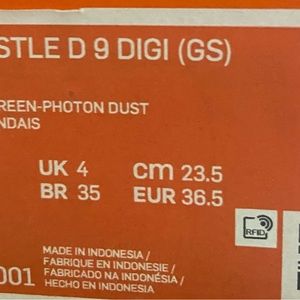 STLE D 9 DIGI (GS)
REEN-PHOTON DUST
NDAIS
UK 4 cm 23.5
BR 35 EUR 36.5
RFID
001
MADE IN INDONESIA /
FABRIQUE EN INDONESIE /
FABRICADO NA INDONÉSIA /
HECHO EN INDONESIA